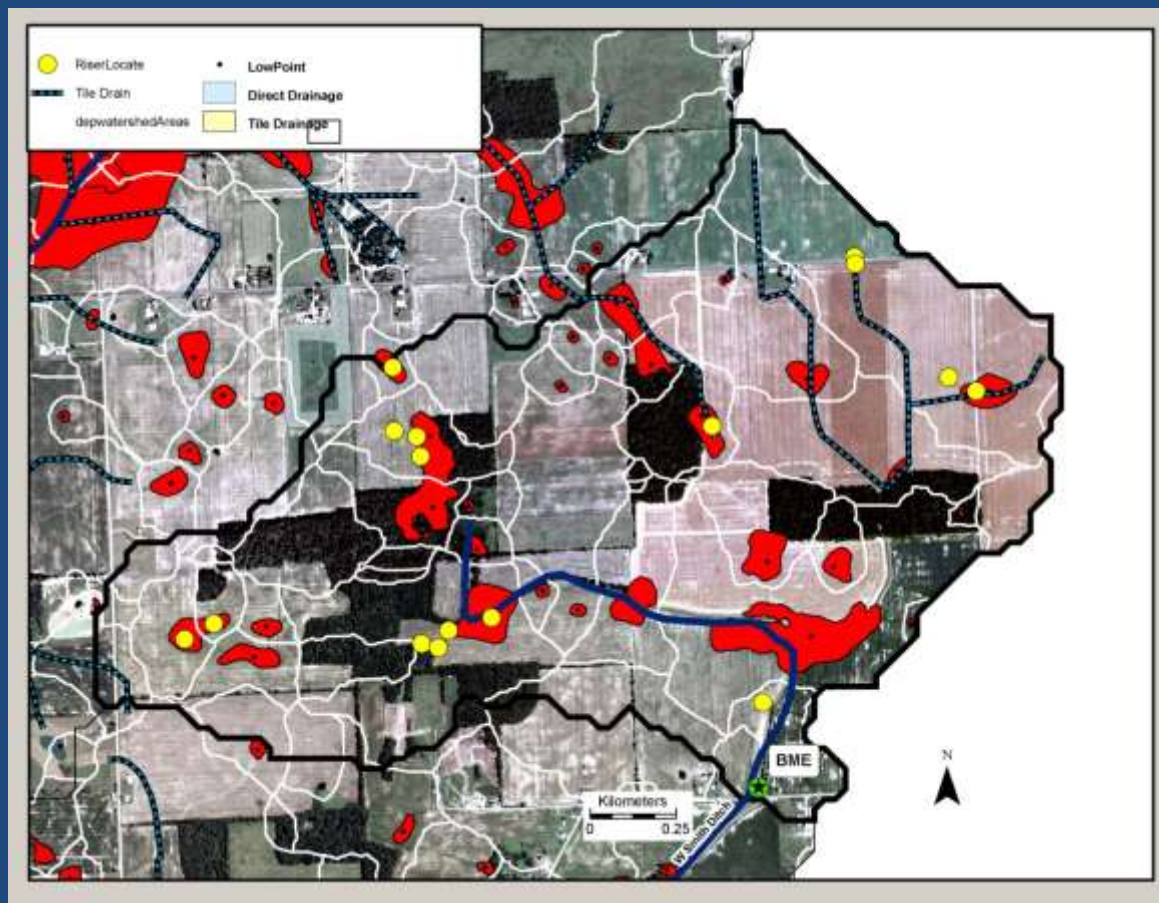 RiserLocate
LowPoint
Tile Drain
Direct Drainage
depwatershedAreas
Tile Drainage
N
BME
Kilometers
0 0.25
W Smith Ditch